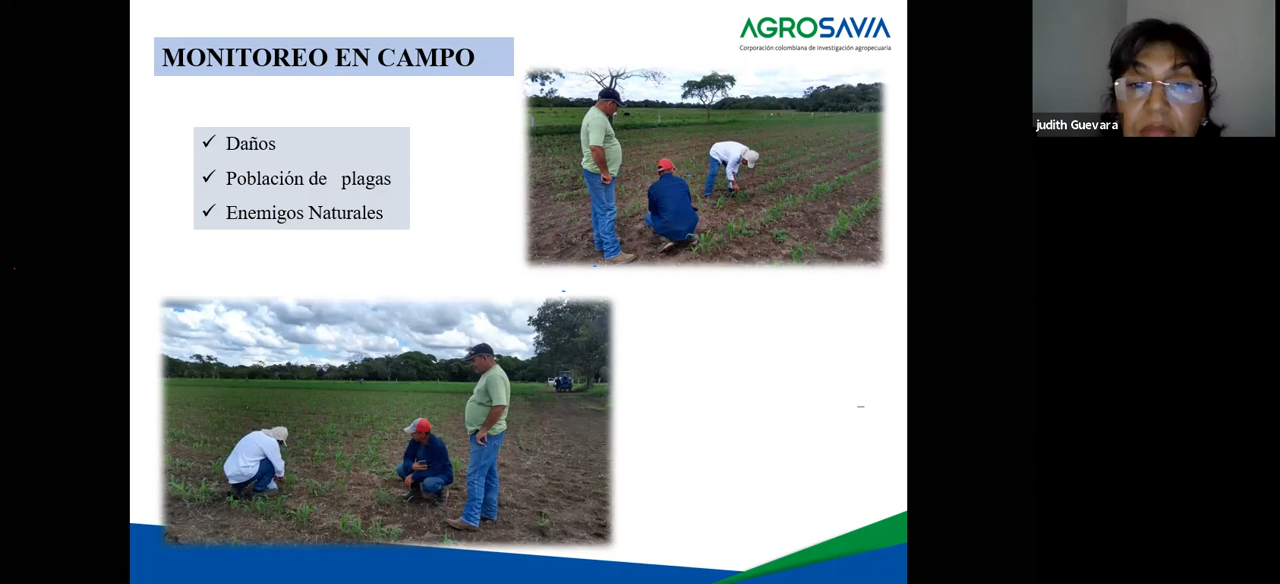 AGROSAVIA
Corporación colombiana de investigación agropecuaria
MONITOREO EN CAMPO
✓ Daños
✓ Población de plagas
✓ Enemigos Naturales
judith Guevara